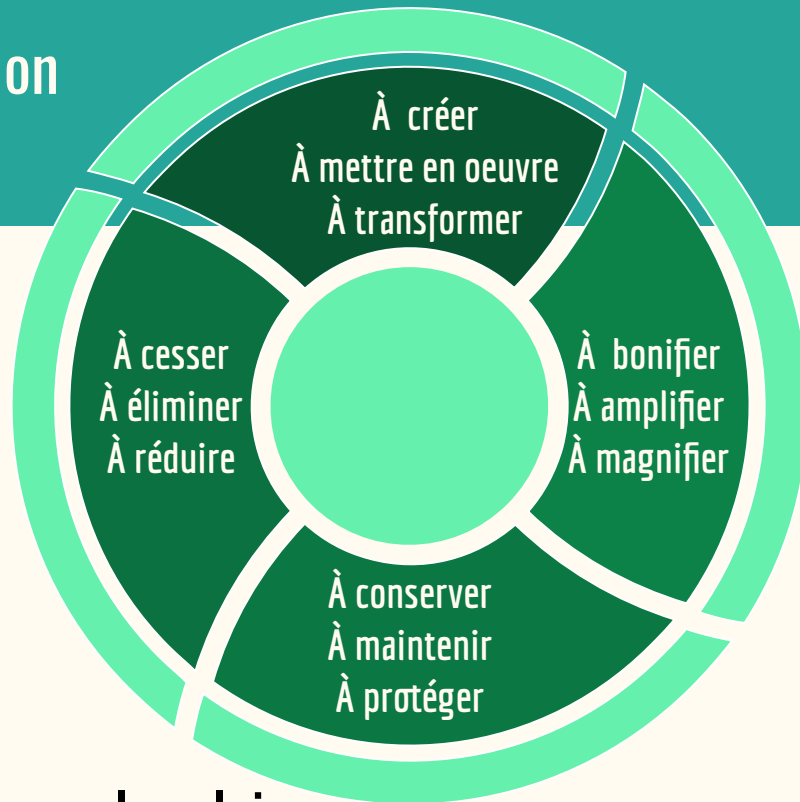 on
À créer
À mettre en oeuvre
À transformer
À cesser
À éliminer
À réduire
À bonifier
À amplifier
À magnifier
À conserver
À maintenir
À protéger